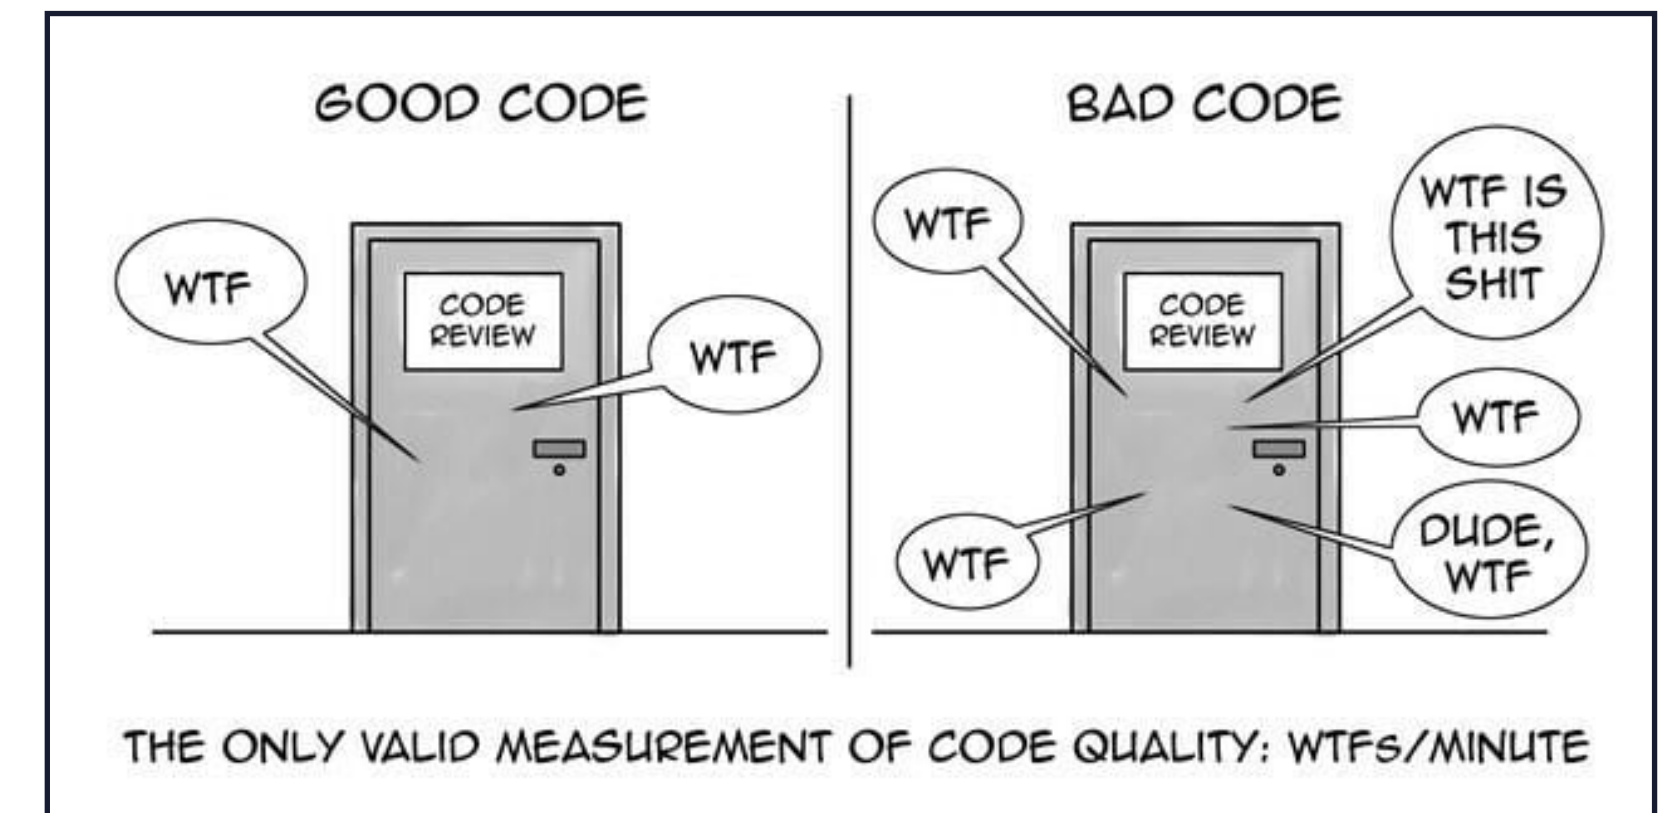 GOOD CODE
WTF
CODE
REVIEW
WTF
BAD CODE
WTF
CODE
REVIEW
WTF IS
THIS
SHIT
WTF
WTF
DUDE,
WTF
THE ONLY VALID MEASUREMENT OF CODE QUALITY: WTFs/MINUTE